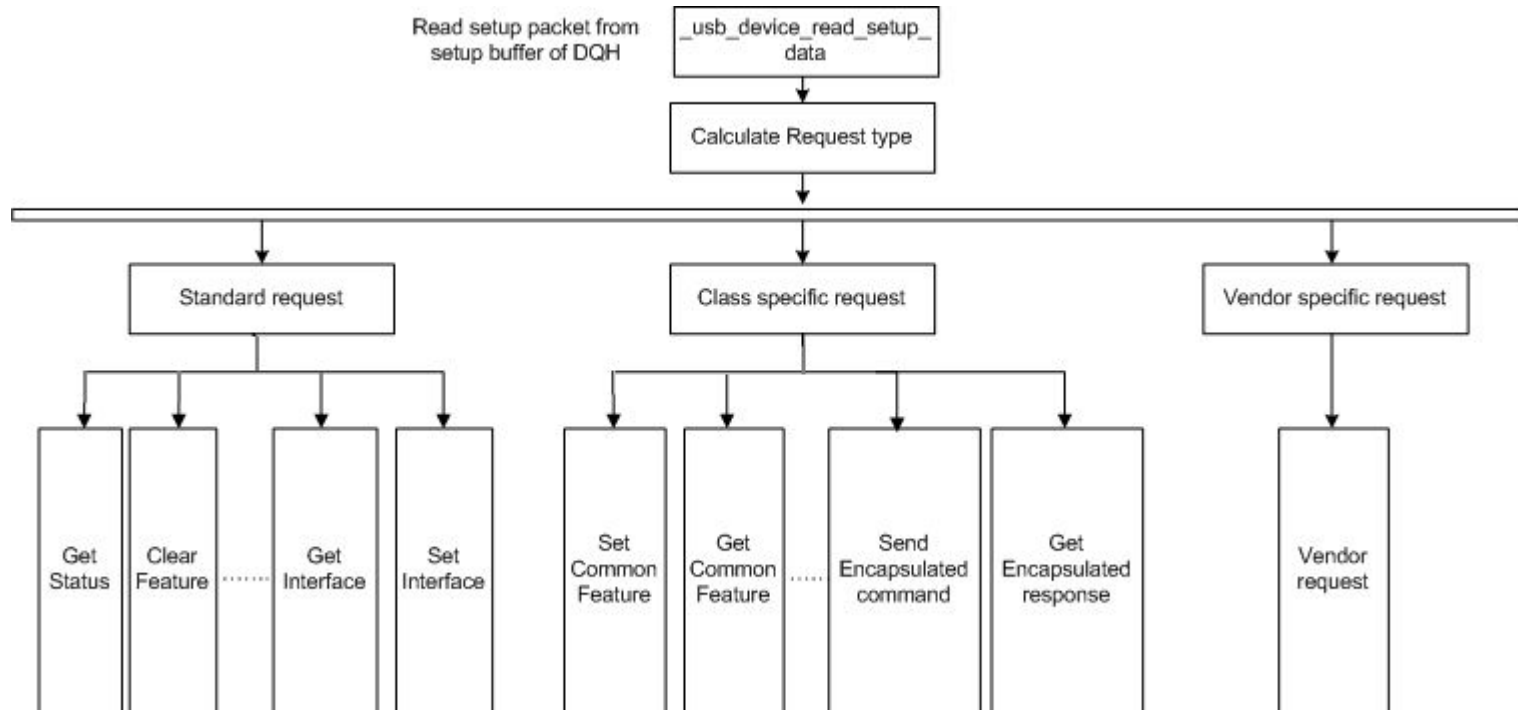 Read setup packet from
setup buffer of DQH
_usb_device_read_setup_
data
Calculate Request type
Standard request
Class specific request
Vendor specific request
Get
Status
Clear
Feature
........
Get
Interface
Set
Interface
Set
Common
Feature
Get
Common
Feature
......
Send
Encapsulated
command
Get
Encapsulated
response
Vendor
request